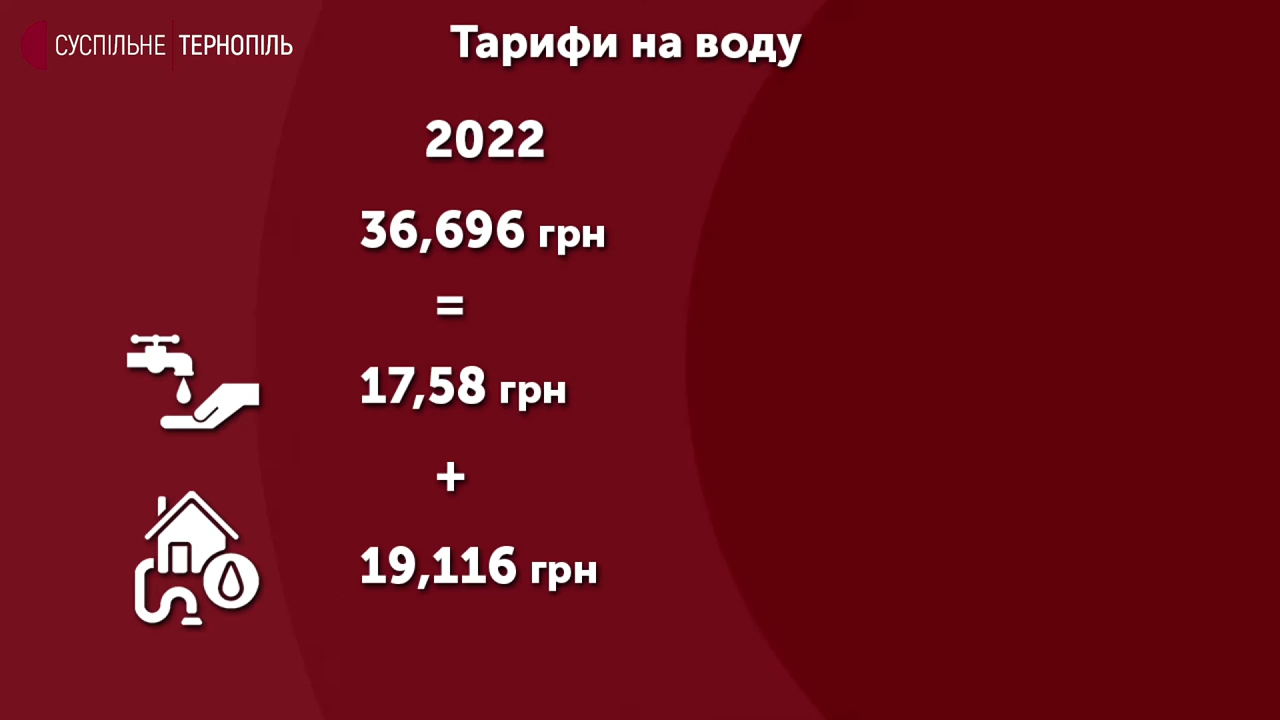 СУСПІЛЬНЕ ТЕРНОПІЛЬ
Тарифи на воду
2022
36,696 грн
=
17,58 грн
+
19,116 грн